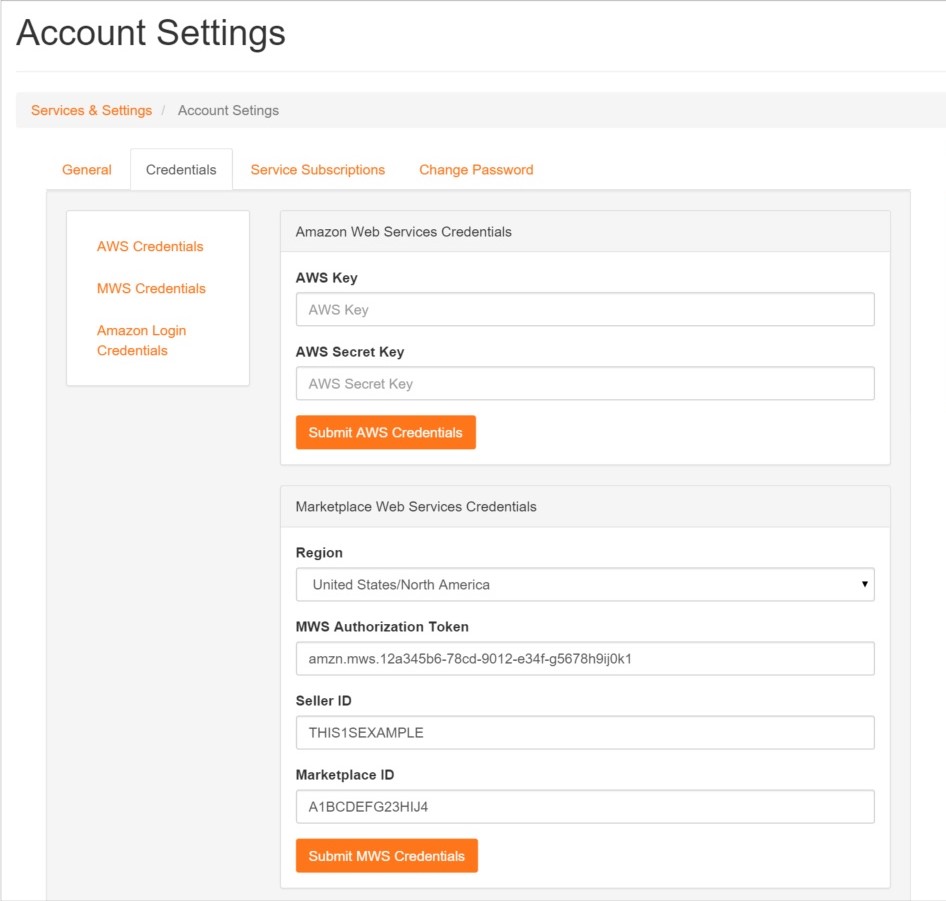 Account Settings
Services & Settings / Account Setings
General Credentials Service Subscriptions Change Password
AWS Credentials
MWS Credentials
Amazon Login
Credentials
Amazon Web Services Credentials
AWS Key
AWS Key
AWS Secret Key
AWS Secret Key
Submit AWS Credentials
Marketplace Web Services Credentials
Region
United States/North America
MWS Authorization Token
amzn.mws.12a345b6-78cd-9012-e34f-g5678h9ij0k1
Seller ID
THIS1SEXAMPLE
Marketplace ID
A1BCDEFG23HIJ4
Submit MWS Credentials